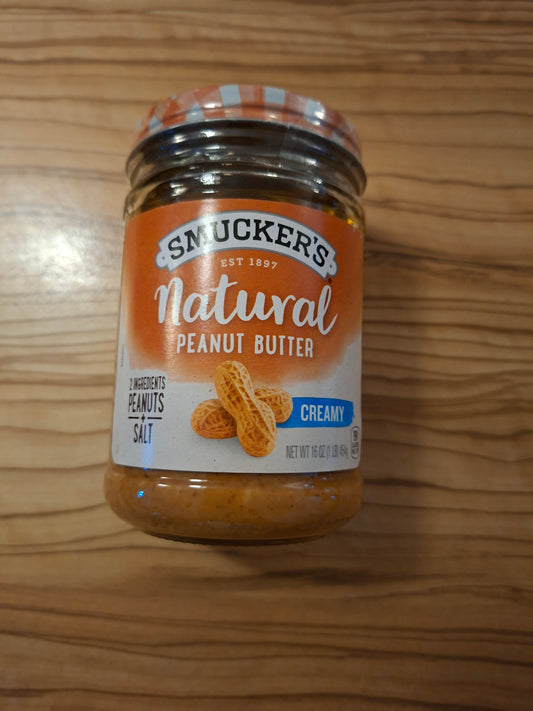 SMUCKER'S
EST 1897
Natural
PEANUT BUTTER
2 INGREDIENTS
PEANUTS
+
SALT
CREAMY
NET WT 16 OZ (1 LB) 454g